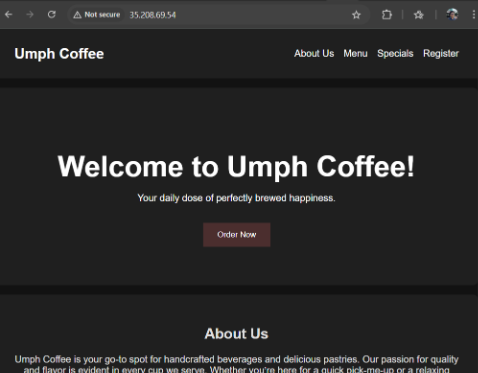 Not secure 35.208.69.54
Umph Coffee
About Us Menu Specials Register
Welcome to Umph Coffee!
Your daily dose of perfectly brewed happiness.
Order Now
About Us
Umph Coffee is your go-to spot for handcrafted beverages and delicious pastries. Our passion for quality
and flavor is evident in every cup we serve. Whether you're here for a quick pick-me-up or a relaxing